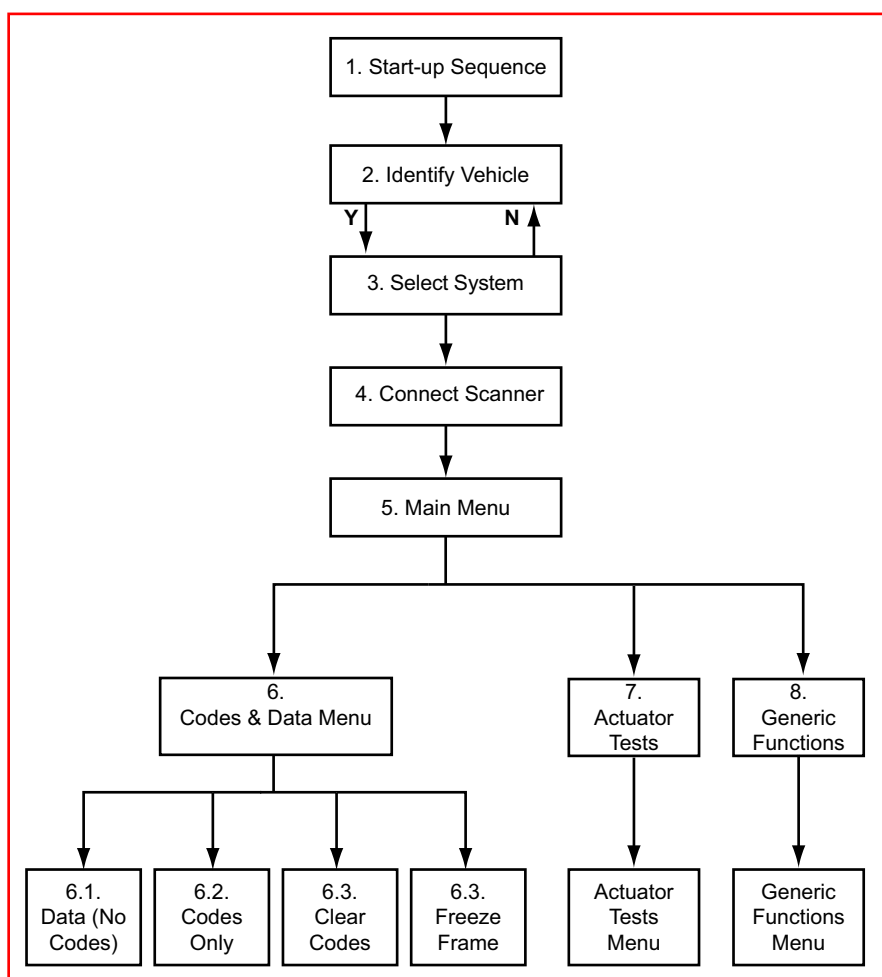 1. Start-up Sequence
2. Identify Vehicle
Y
N
3. Select System
4. Connect Scanner
5. Main Menu
6.
Codes & Data Menu
7.
Actuator
Tests
8.
Generic
Functions
6.1.
Data (No
Codes)
6.2.
Codes
Only
6.3.
Clear
Codes
6.3.
Freeze
Frame
Actuator
Tests
Menu
Generic
Functions
Menu